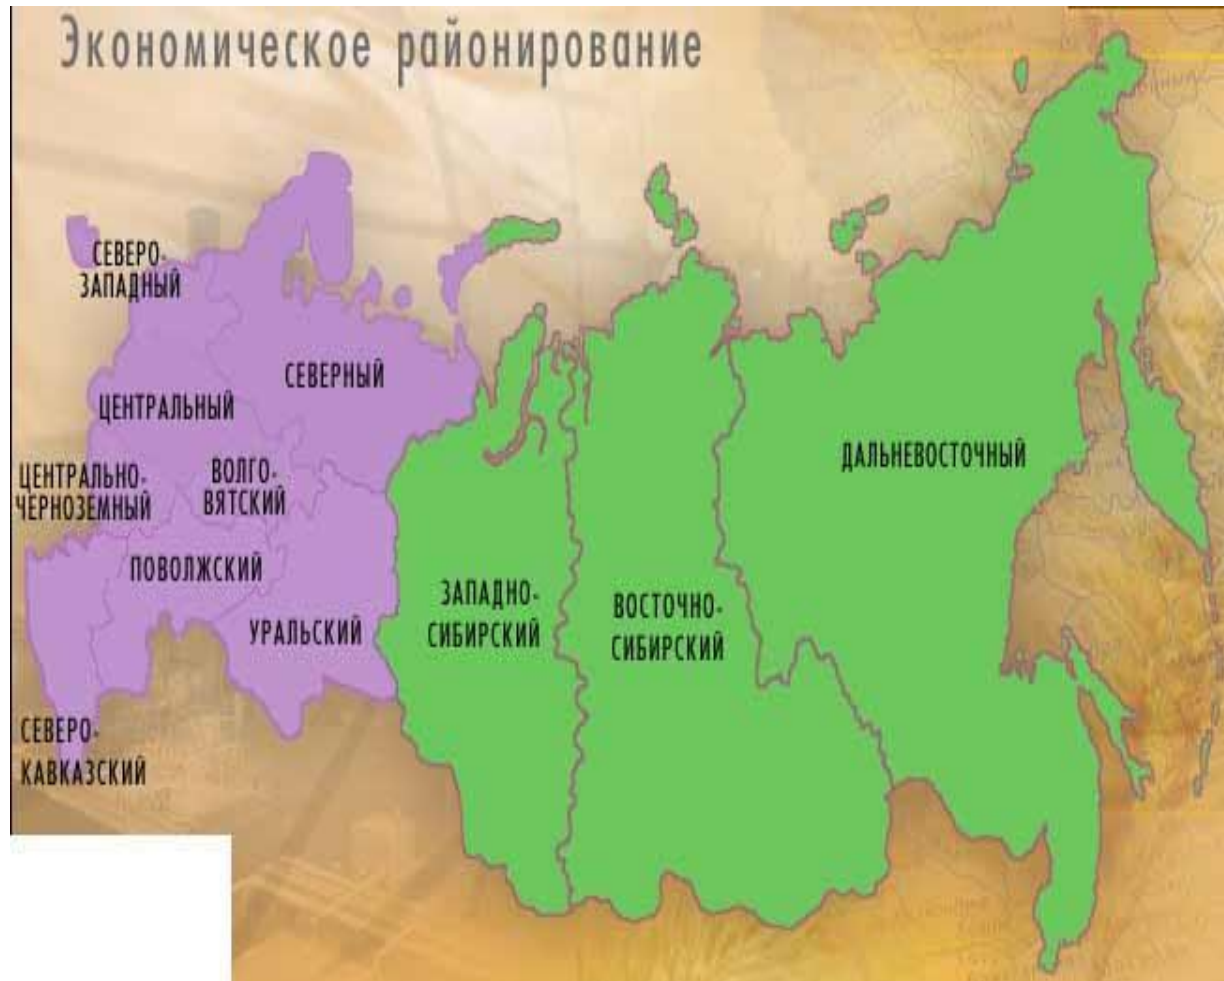 Экономическое районирование
СЕВЕРО-
ЗАПАДНЫЙ
СЕВЕРНЫЙ
ЦЕНТРАЛЬНЫЙ
ЦЕНТРАЛЬНО-
ЧЕРНОЗЕМНЫЙ
ВОЛГО-
ВЯТСКИЙ
ДАЛЬНЕВОСТОЧНЫЙ
ПОВОЛЖСКИЙ
ЗАПАДНО-
СИБИРСКИЙ
ВОСТОЧНО-
СИБИРСКИЙ
УРАЛЬСКИЙ
СЕВЕРО-
КАВКАЗСКИЙ